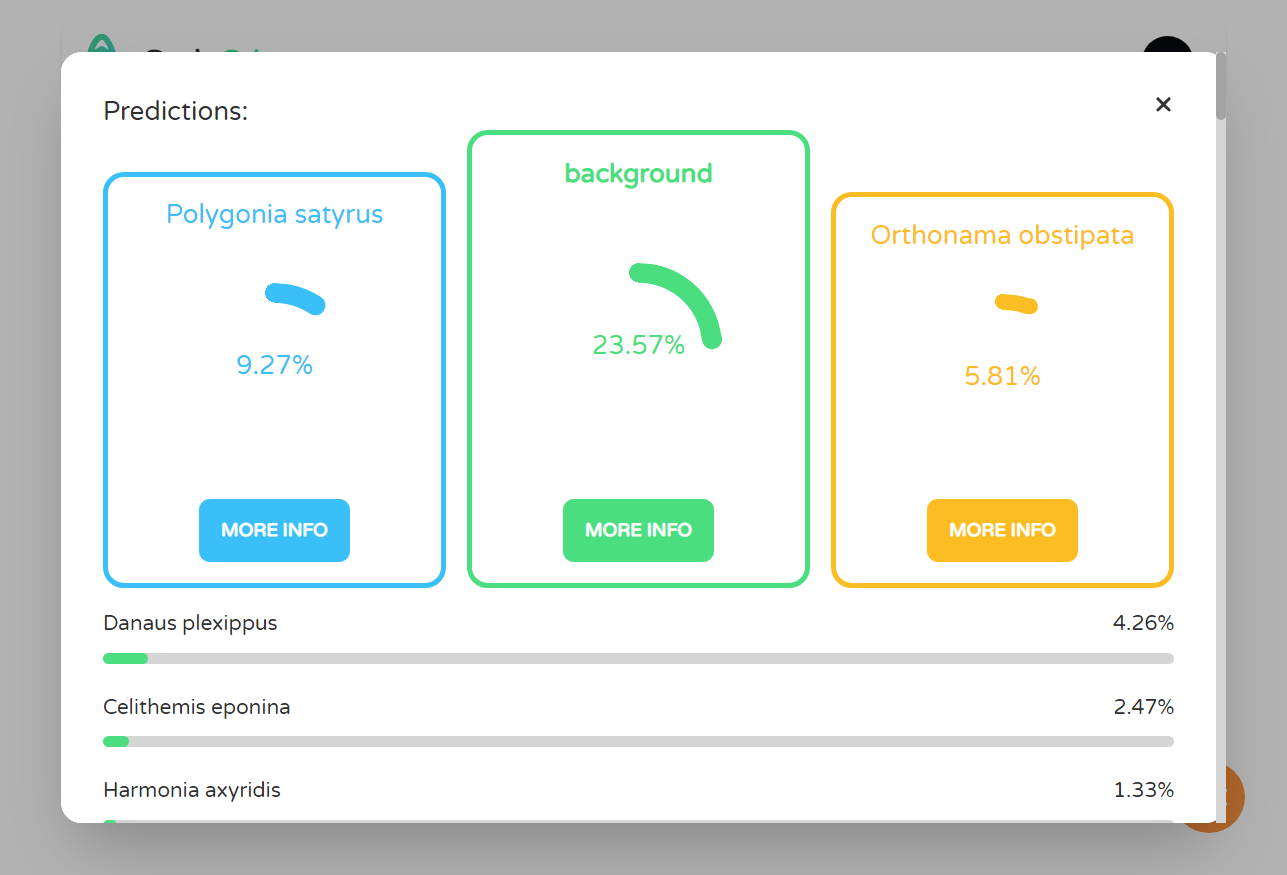 Predictions:
Polygonia satyrus
9.27%
MORE INFO
background
23.57%
MORE INFO
Orthonama obstipata
5.81%
MORE INFO
Danaus plexippus
4.26%
Celithemis eponina
2.47%
Harmonia axyridis
1.33%